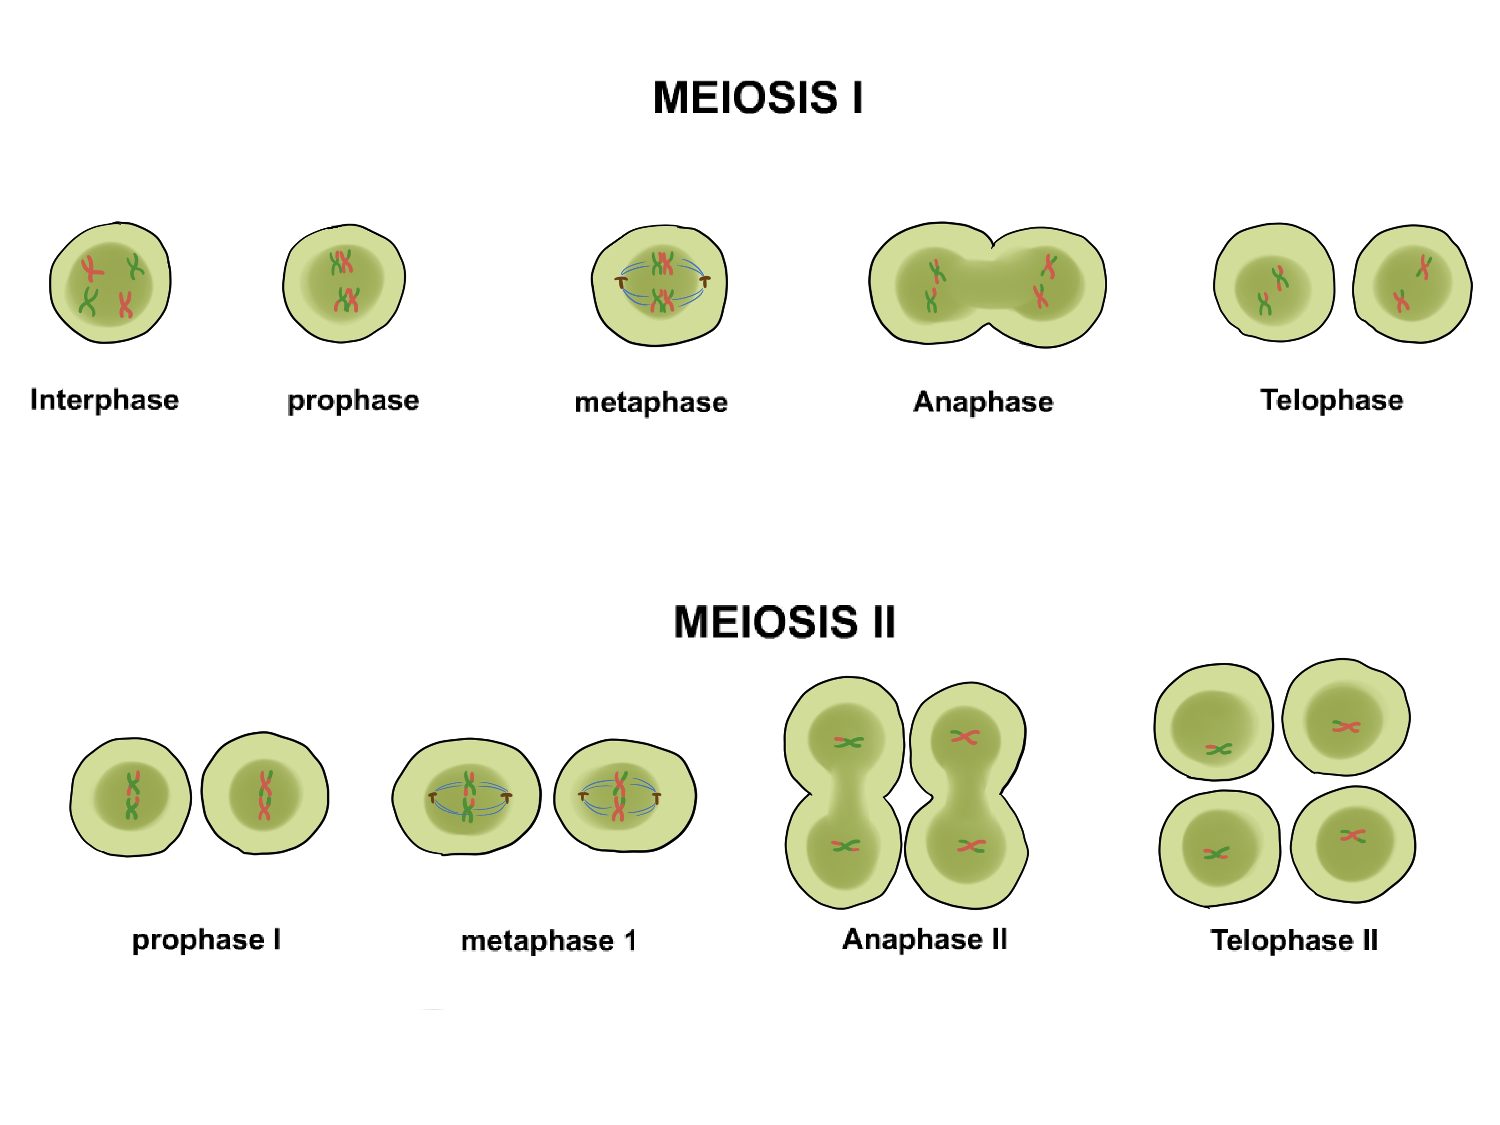 MEIOSIS I
Interphase
prophase
metaphase
Anaphase
Telophase
MEIOSIS II
prophase I
metaphase 1
Anaphase II
Telophase II